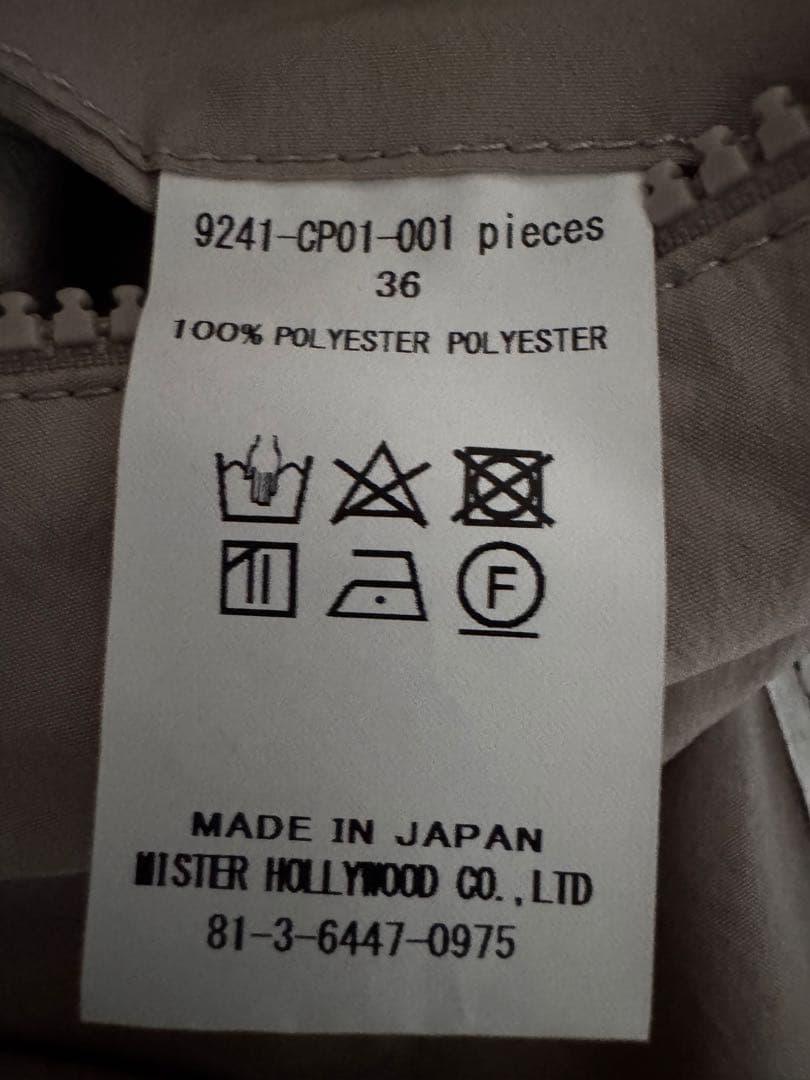 9241-CP01-001 pieces
36
100% POLYESTER POLYESTER
F
MADE IN JAPAN
MISTER HOLLYWOOD CO.,LTD
81-3-6447-0975